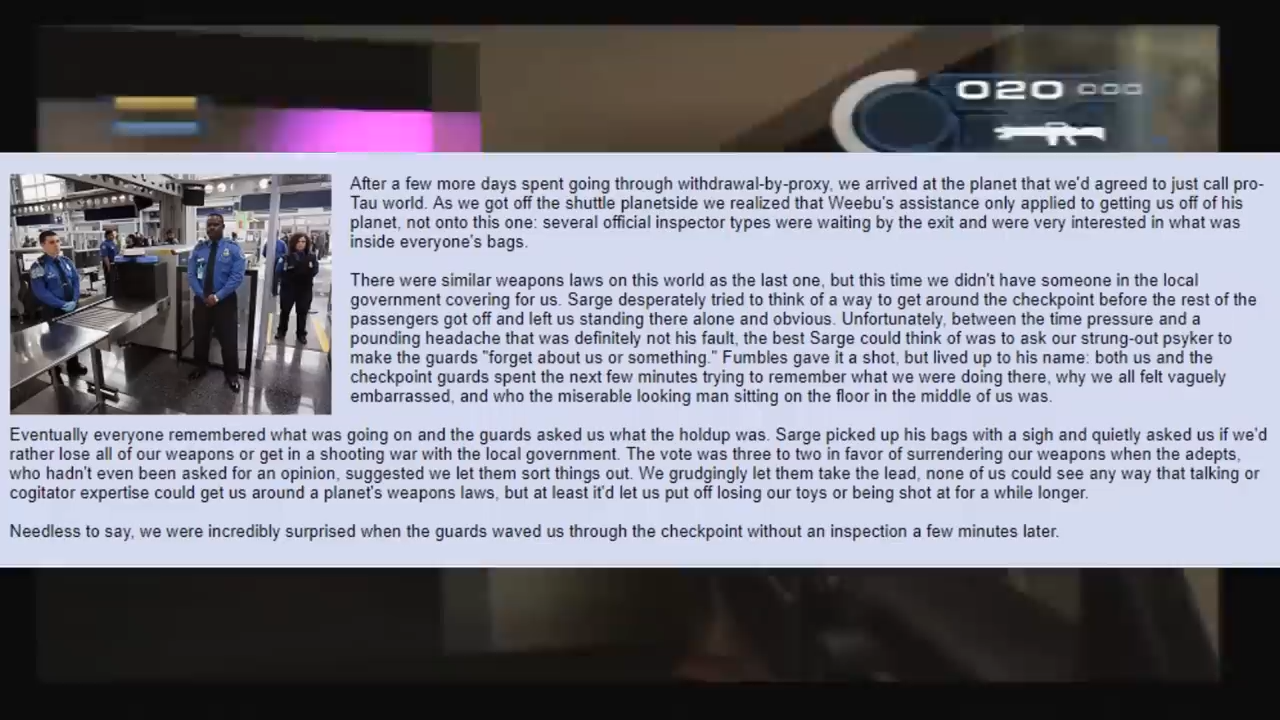 020 000
After a few more days spent going through withdrawal-by-proxy, we arrived at the planet that we'd agreed to just call pro-
Tau world. As we got off the shuttle planetside we realized that Weebu's assistance only applied to getting us off of his
planet, not onto this one: several official inspector types were waiting by the exit and were very interested in what was
inside everyone's bags.
There were similar weapons laws on this world as the last one, but this time we didn't have someone in the local
government covering for us. Sarge desperately tried to think of a way to get around the checkpoint before the rest of the
passengers got off and left us standing there alone and obvious. Unfortunately, between the time pressure and a
pounding headache that was definitely not his fault, the best Sarge could think of was to ask our strung-out psyker to
make the guards "forget about us or something." Fumbles gave it a shot, but lived up to his name: both us and the
checkpoint guards spent the next few minutes trying to remember what we were doing there, why we all felt vaguely
embarrassed, and who the miserable looking man sitting on the floor in the middle of us was.
Eventually everyone remembered what was going on and the guards asked us what the holdup was. Sarge picked up his bags with a sigh and quietly asked us if we'd
rather lose all of our weapons or get in a shooting war with the local government. The vote was three to two in favor of surrendering our weapons when the adepts,
who hadn't even been asked for an opinion, suggested we let them sort things out. We grudgingly let them take the lead, none of us could see any way that talking or
cogitator expertise could get us around a planet's weapons laws, but at least it'd let us put off losing our toys or being shot at for a while longer.
Needless to say, we were incredibly surprised when the guards waved us through the checkpoint without an inspection a few minutes later.